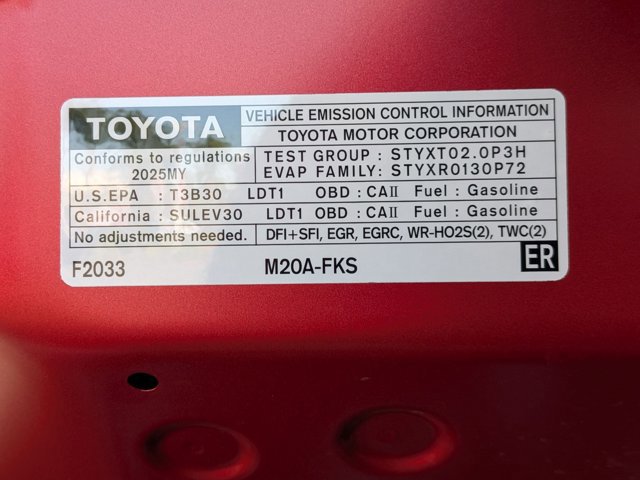 TOYOTA
VEHICLE EMISSION CONTROL INFORMATION
TOYOTA MOTOR CORPORATION
Conforms to regulations
2025MY
TEST GROUP : STYXT02.0P3H
EVAP FAMILY: STYXR0130P72
U.S.EPA : T3B30 LDT1 OBD : CAII Fuel : Gasoline
California : SULEV30 LDT1 OBD : CAII Fuel : Gasoline
No adjustments needed. DFI+SFI, EGR, EGRC, WR-HO2S(2), TWC(2)
F2033 M20A-FKS ER